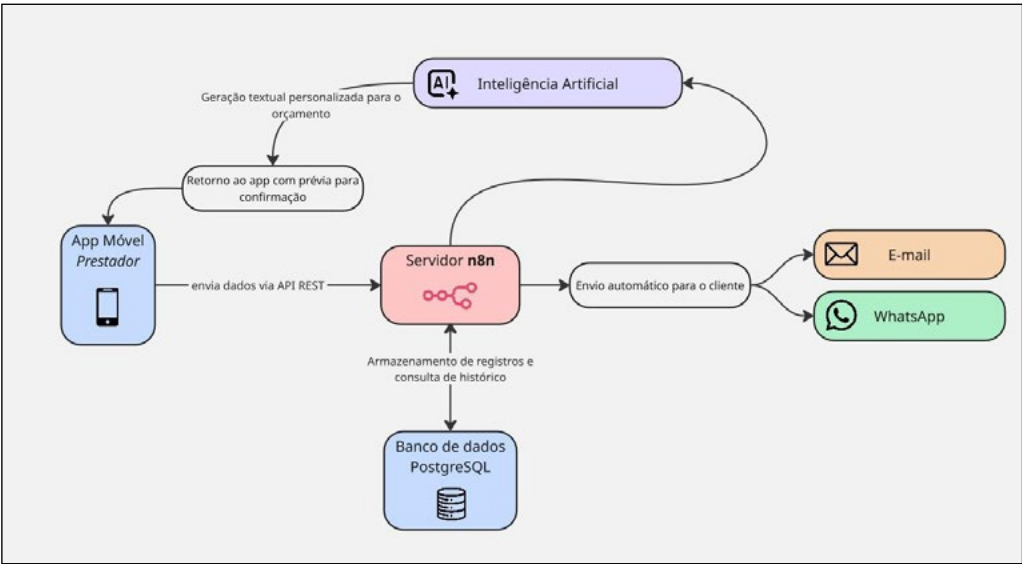 AI
Inteligência Artificial
Geração textual personalizada para o
orçamento
Retorno ao app com prévia para
confirmação
App Móvel
Prestador
envia dados via API REST
Servidor n8n
Envio automático para o cliente
E-mail
WhatsApp
Armazenamento de registros e
consulta de histórico
Banco de dados
PostgreSQL